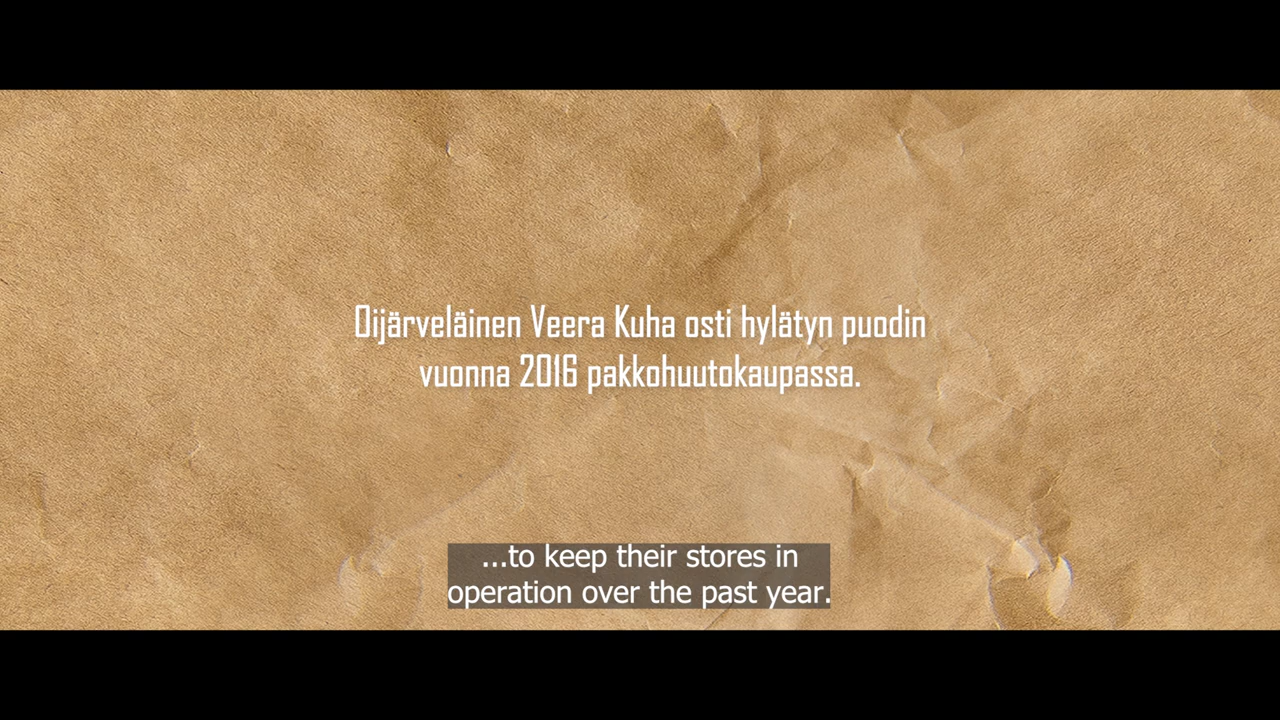 Oijärveläinen Veera Kuha osti hylätyn puodin
vuonna 2016 pakkohuutokaupassa.
...to keep their stores in
operation over the past year.